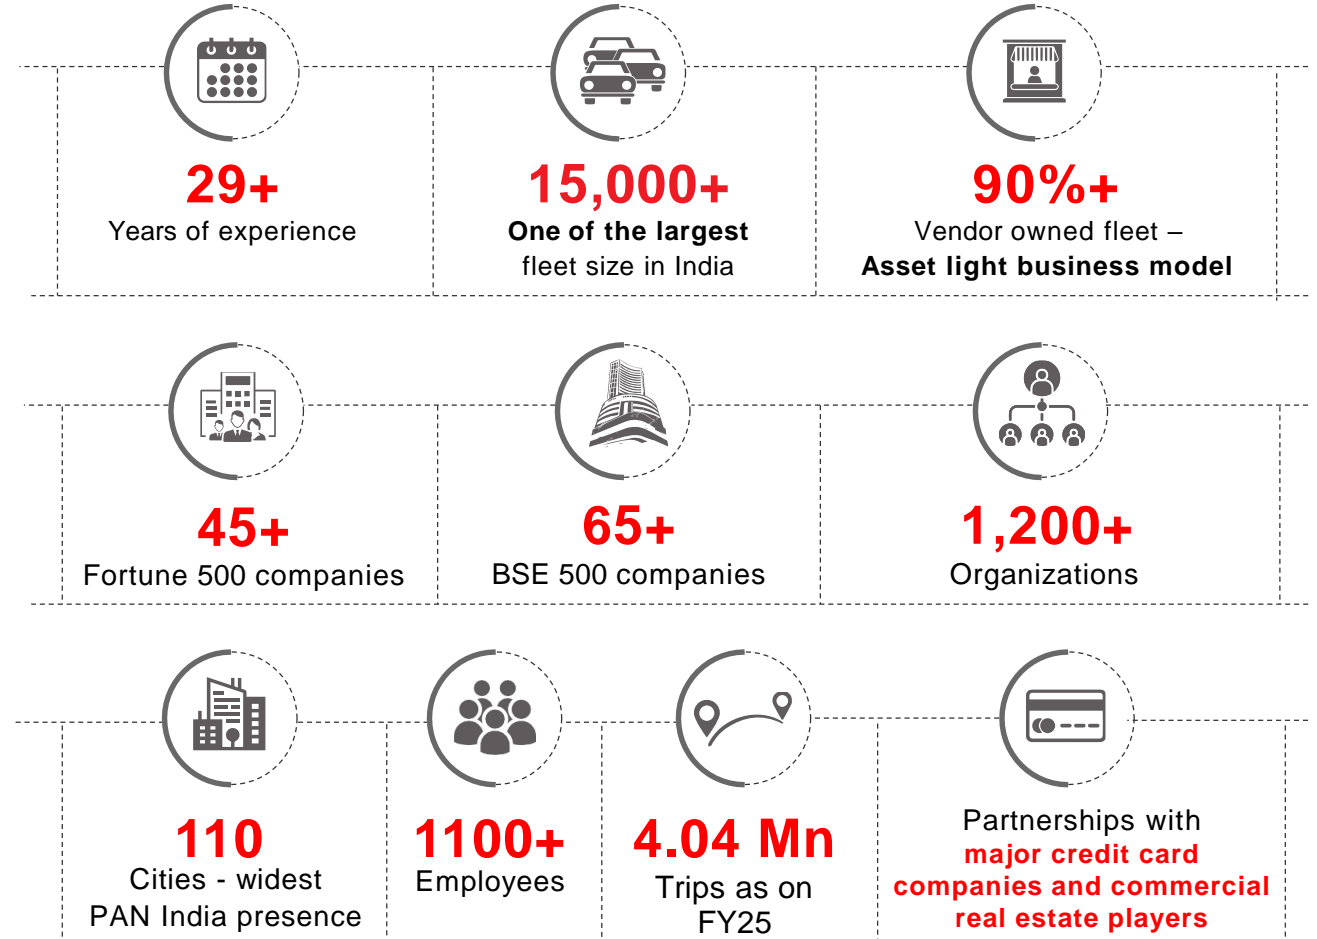 29+
Years of experience
15,000+
One of the largest
fleet size in India
90%+
Vendor owned fleet –
Asset light business model
45+
Fortune 500 companies
65+
BSE 500 companies
1,200+
Organizations
110
Cities - widest
PAN India presence
1100+
Employees
4.04 Mn
Trips as on
FY25
Partnerships with
major credit card
companies and commercial
real estate players